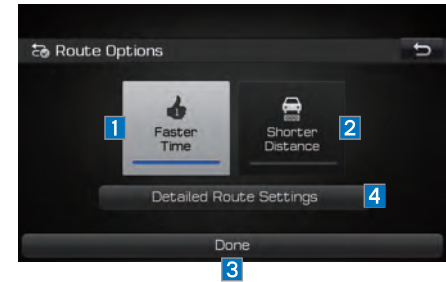 Route Options
1
Faster
Time
Shorter
Distance
2
Detailed Route Settings
4
Done
3